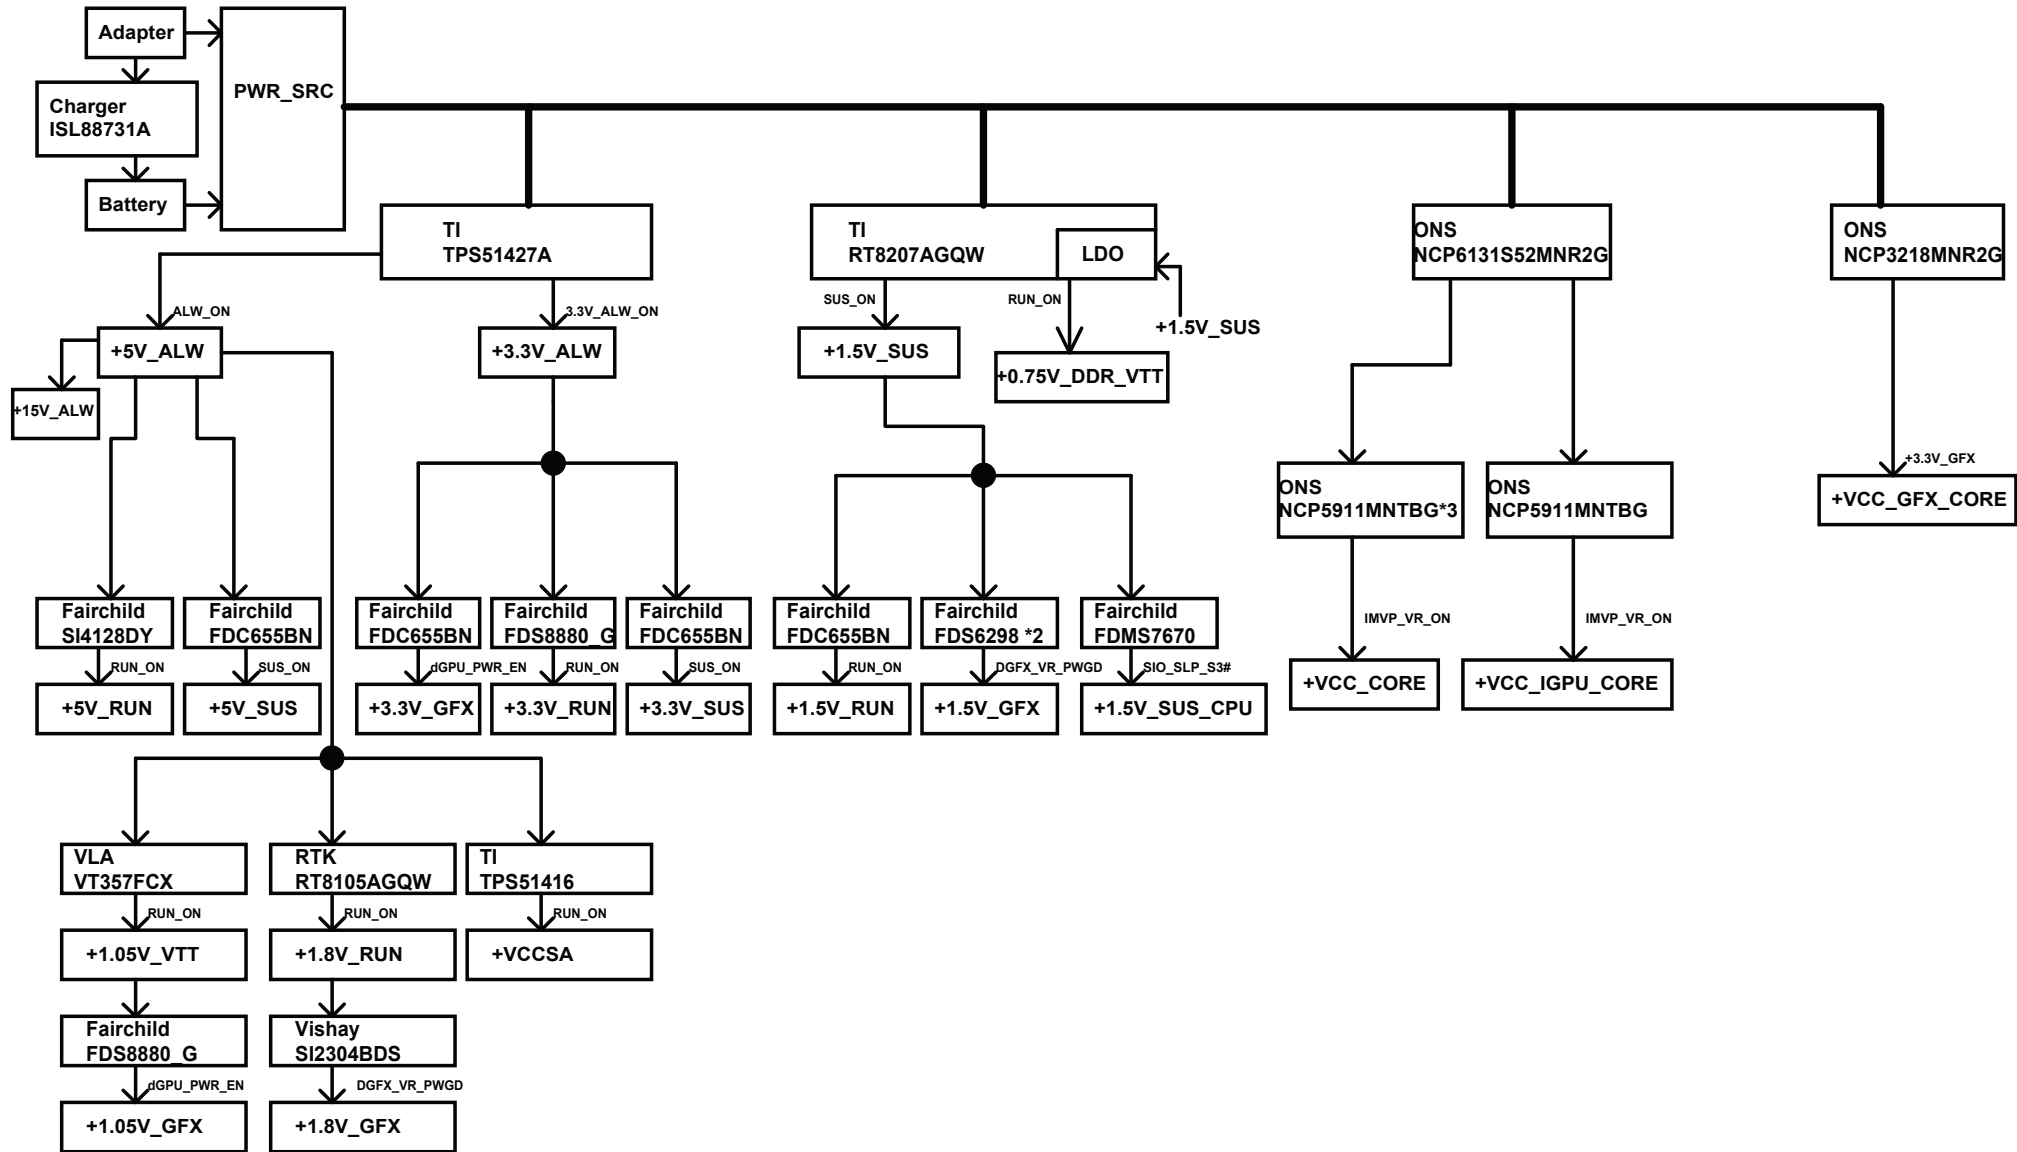 Adapter
PWR_SRC
Charger
ISL88731A
Battery
TI
TPS51427A
TI
RT8207AGQW
LDO
ONS
NCP6131S52MNR2G
ONS
NCP3218MNR2G
ALW_ON
3.3V_ALW_ON
SUS_ON
RUN_ON
+1.5V_SUS
+5V_ALW
+3.3V_ALW
+1.5V_SUS
+0.75V_DDR_VTT
+15V_ALW
+3.3V_GFX
+VCC_GFX_CORE
ONS
NCP5911MNTBG*3
ONS
NCP5911MNTBG
Fairchild
SI4128DY
Fairchild
FDC655BN
Fairchild
FDC655BN
Fairchild
FDS8880_G
Fairchild
FDC655BN
Fairchild
FDC655BN
Fairchild
FDS6298 *2
Fairchild
FDMS7670
IMVP_VR_ON
IMVP_VR_ON
RUN_ON
SUS_ON
dGPU_PWR_EN
RUN_ON
SUS_ON
RUN_ON
DGFX_VR_PWGD
SIO_SLP_S3#
+5V_RUN
+5V_SUS
+3.3V_GFX
+3.3V_RUN
+3.3V_SUS
+1.5V_RUN
+1.5V_GFX
+1.5V_SUS_CPU
+VCC_CORE
+VCC_IGPU_CORE
VLA
VT357FCX
RTK
RT8105AGQW
TI
TPS51416
RUN_ON
RUN_ON
RUN_ON
+1.05V_VTT
+1.8V_RUN
+VCCSA
Fairchild
FDS8880_G
Vishay
SI2304BDS
dGPU_PWR_EN
DGFX_VR_PWGD
+1.05V_GFX
+1.8V_GFX